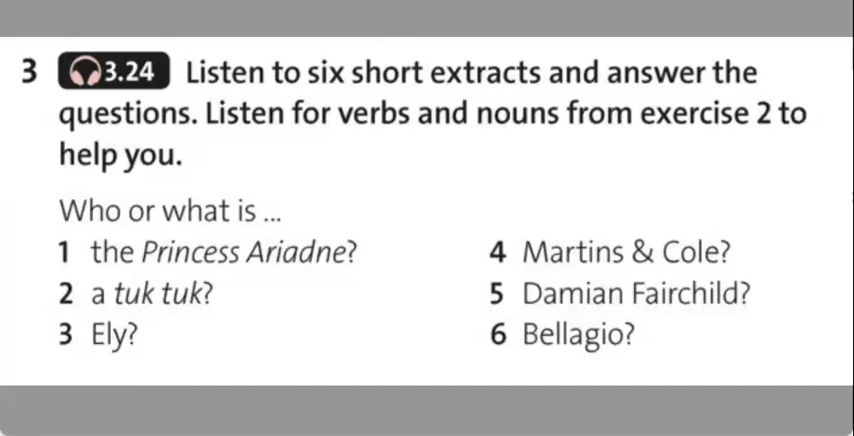 3 3.24 Listen to six short extracts and answer the
questions. Listen for verbs and nouns from exercise 2 to
help you.
Who or what is ...
1 the Princess Ariadne?
2 a tuk tuk?
3 Ely?
4 Martins & Cole?
5 Damian Fairchild?
6 Bellagio?